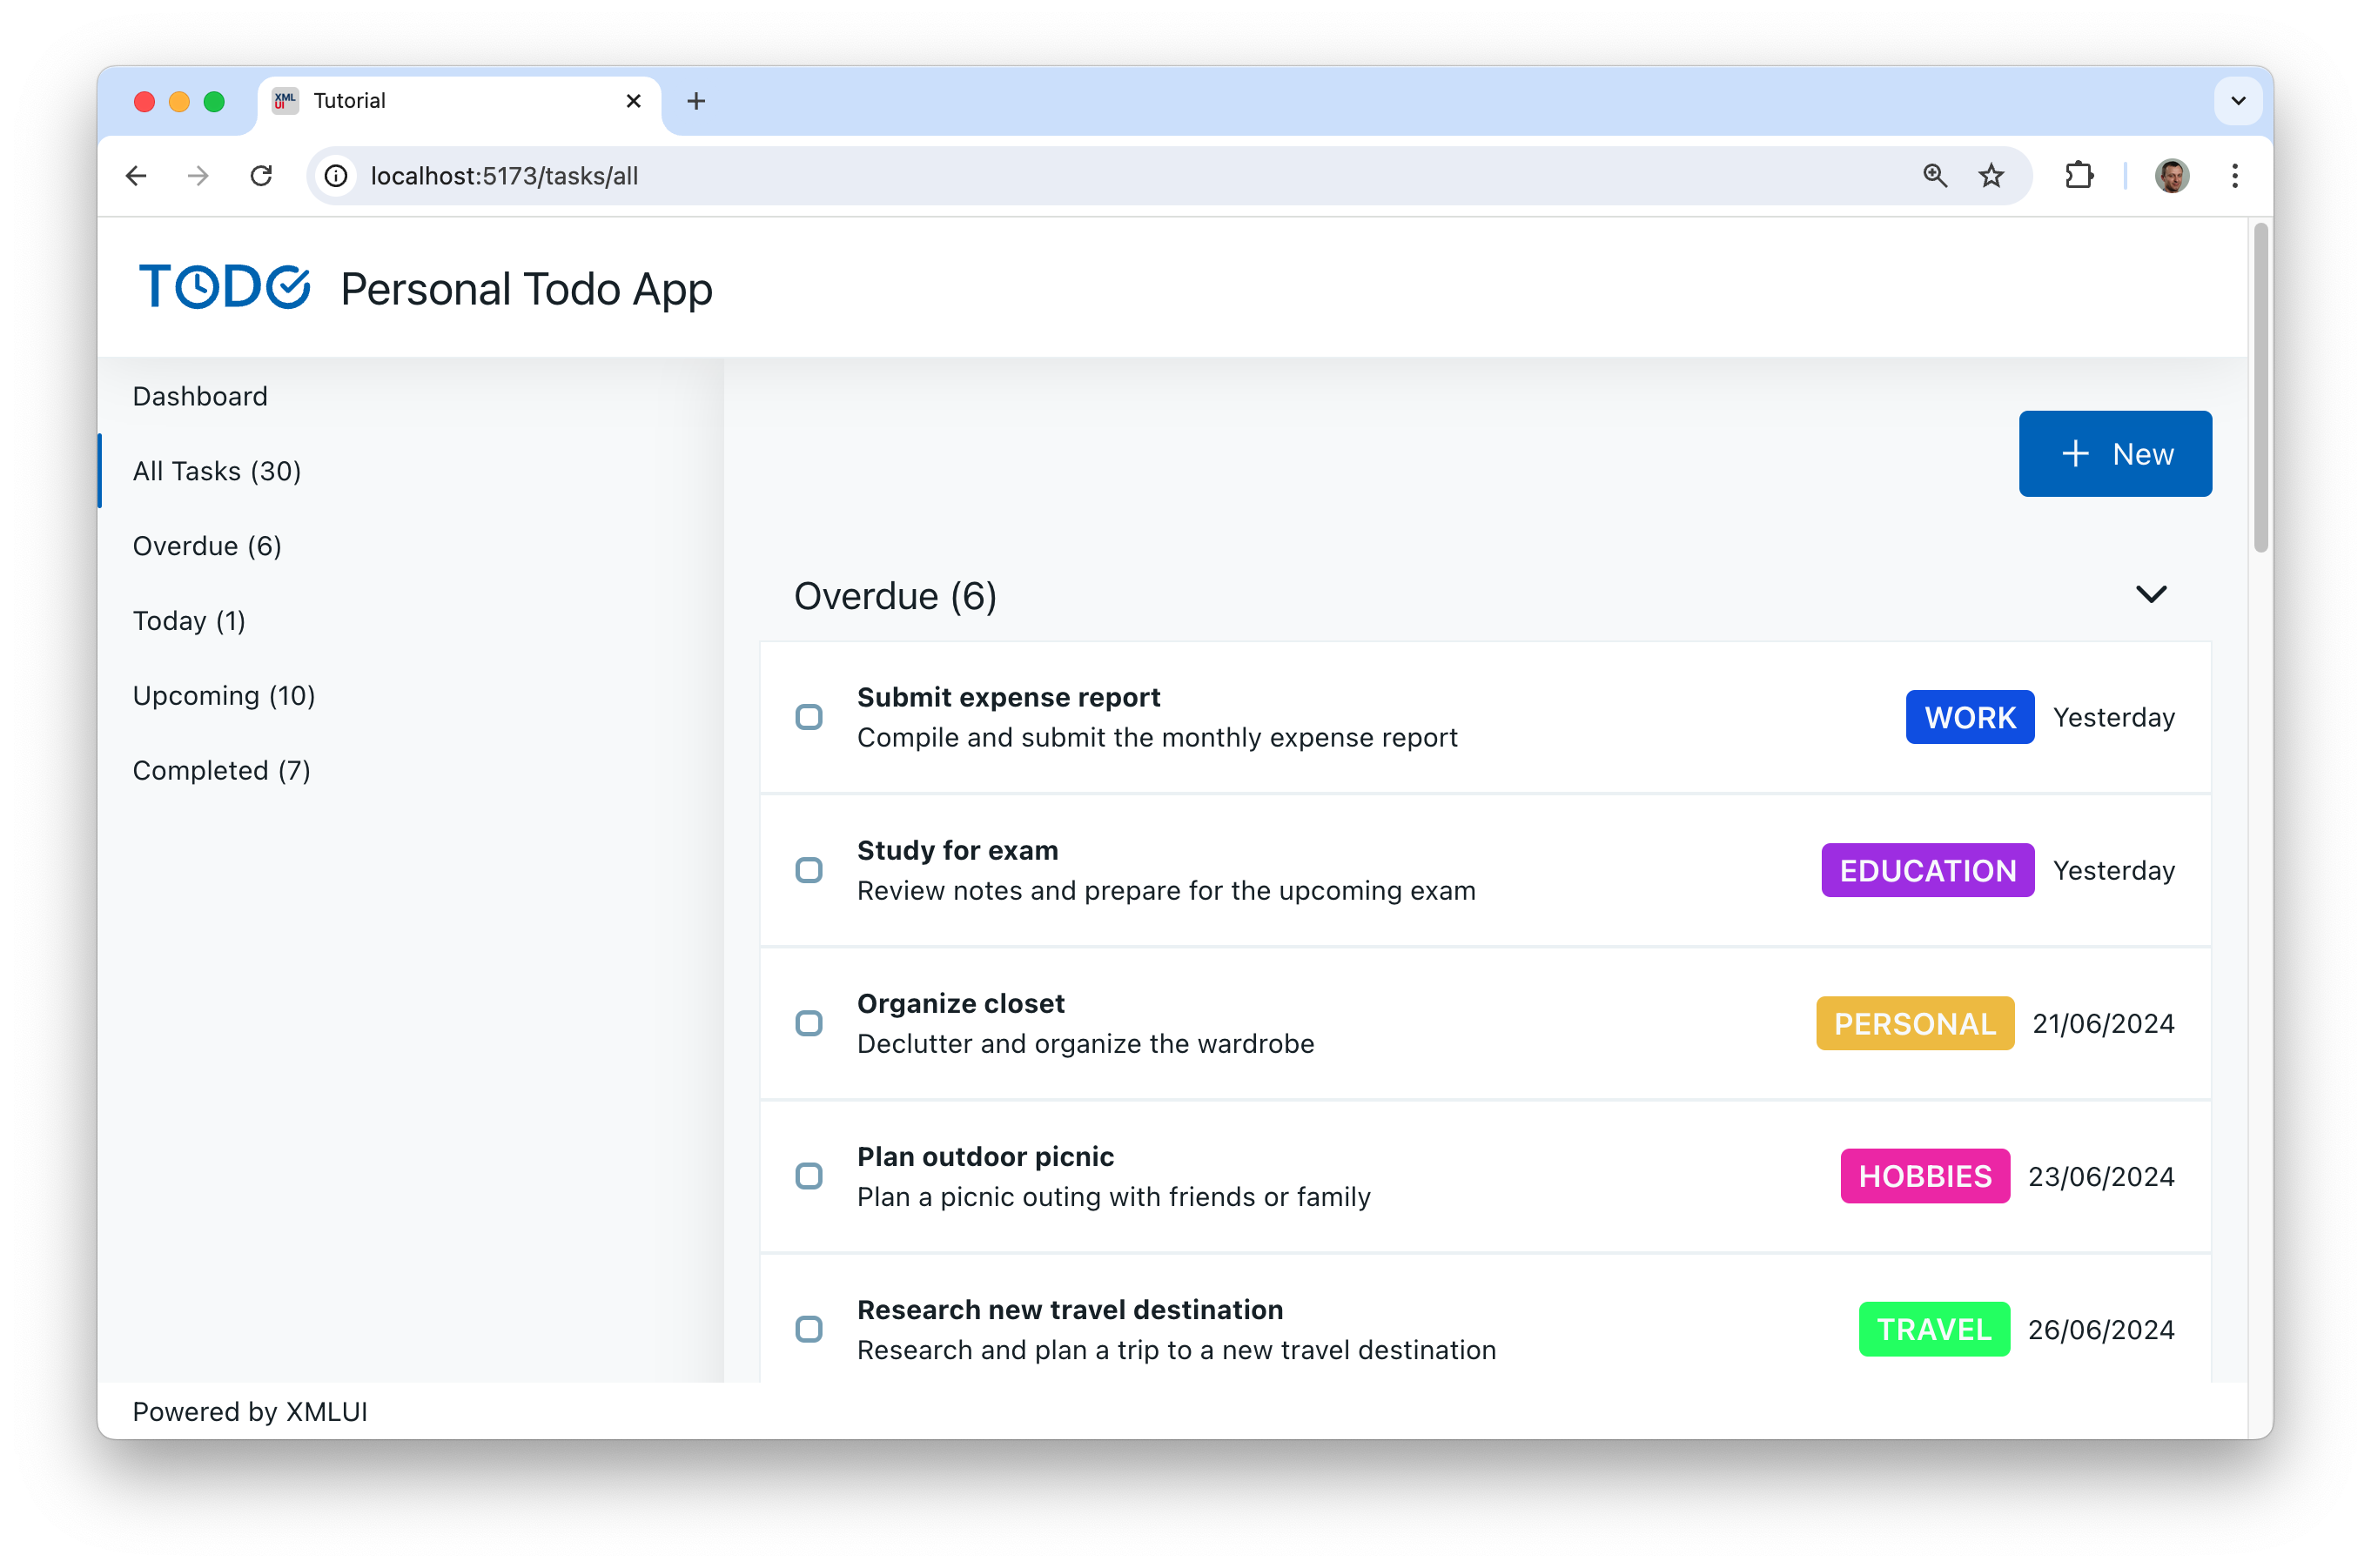 XML
UI
Tutorial
localhost:5173/tasks/all
TODO Personal Todo App
Dashboard
All Tasks (30)
Overdue (6)
Today (1)
Upcoming (10)
Completed (7)
New
Overdue (6)
Submit expense report
Compile and submit the monthly expense report
WORK Yesterday
Study for exam
Review notes and prepare for the upcoming exam
EDUCATION Yesterday
Organize closet
Declutter and organize the wardrobe
PERSONAL 21/06/2024
Plan outdoor picnic
Plan a picnic outing with friends or family
HOBBIES 23/06/2024
Research new travel destination
Research and plan a trip to a new travel destination
TRAVEL 26/06/2024
Powered by XMLUI